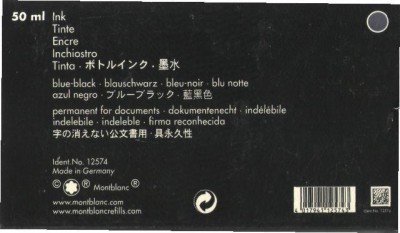 50 ml Ink
Tinte
Encre
Inchiostro
Tinta · ボトルインク · 墨水
blue-black · blauschwarz · bleu-noir · blu notte
azul negro · ブルーブラック · 藍黒色
permanent for documents · dokumentenecht · indélébile
indelebile · indeleble · firma reconhecida
字の消えない公文書用 · 具永久性
Ident.No. 12574
Made in Germany
© ® Montblanc®
www.montblanc.com
www.montblancrefills.com